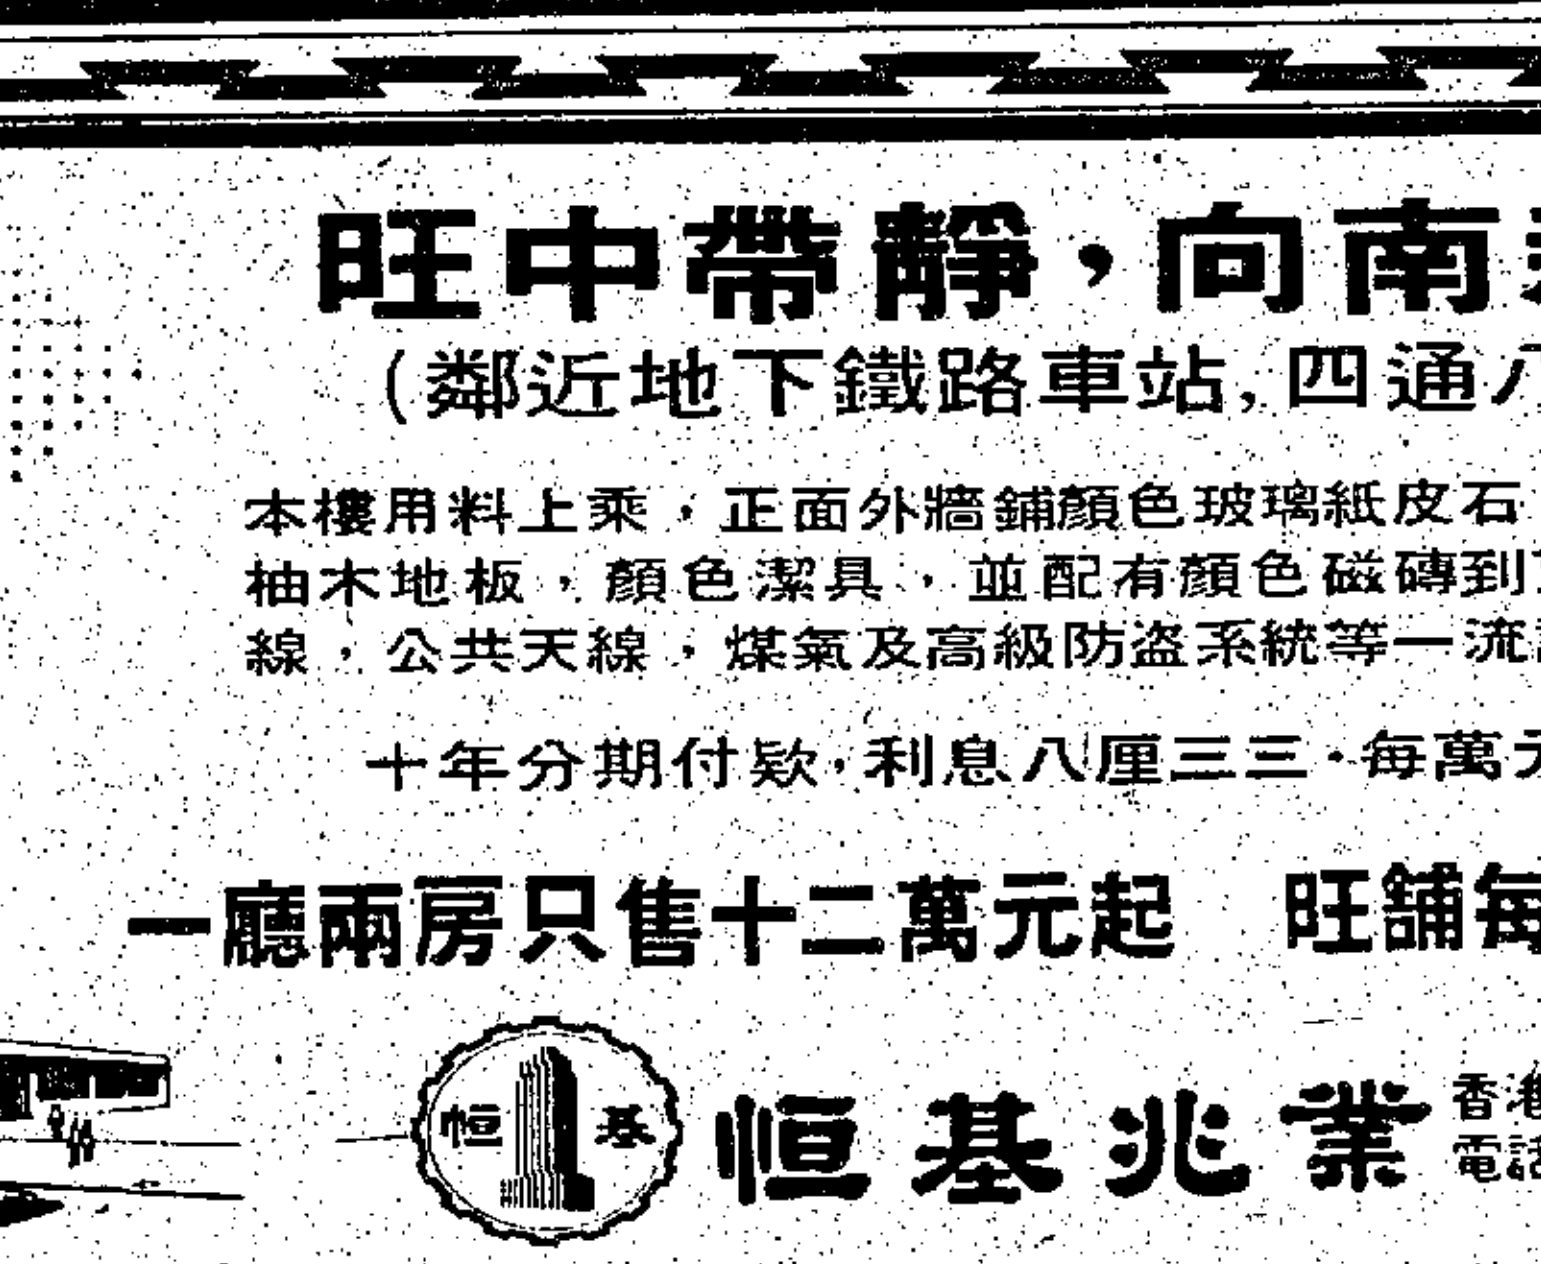 旺中帶靜，向南
(鄰近地下鐵路車站，四通八
本樓用料上乘，正面外牆鋪顏色玻璃紙皮石
柚木地板，顏色潔具，並配有顏色磁磚到
線，公共天線，煤氣及高級防盜系統等一流
十年分期付欵·利息八厘三三·每萬元
一廳兩房只售十二萬元起 旺舖每
恒基
恒基兆業
香港
電話